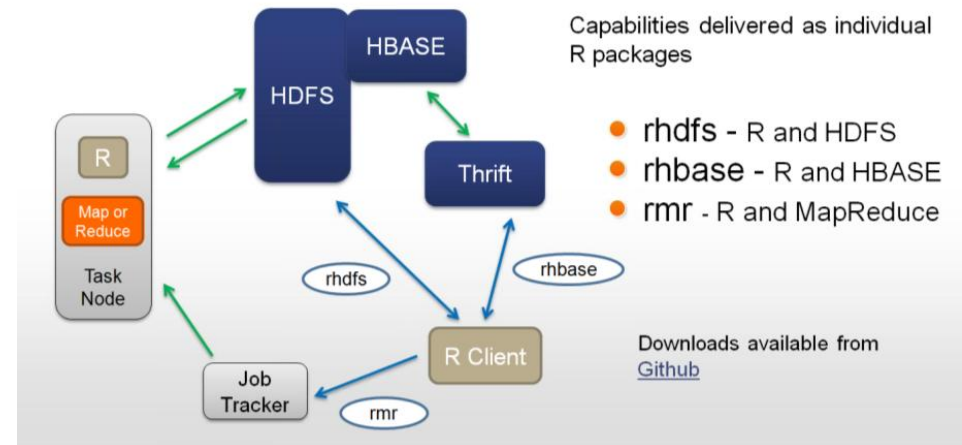 HBASE
HDFS
Capabilities delivered as individual
R packages
R
Map or
Reduce
Task
Node
Thrift
rhdfs - R and HDFS
rhbase - R and HBASE
rmr - R and MapReduce
rhdfs
rhbase
R Client
Job
Tracker
rmr
Downloads available from
Github